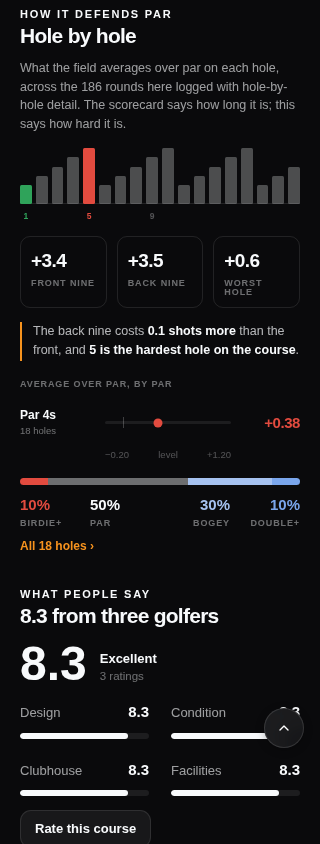 HOW IT DEFENDS PAR
Hole by hole
What the field averages over par on each hole,
across the 186 rounds here logged with hole-by-
hole detail. The scorecard says how long it is; this
says how hard it is.
1 5 9
+3.4 +3.5 +0.6
FRONT NINE BACK NINE WORST
HOLE
The back nine costs 0.1 shots more than the
front, and 5 is the hardest hole on the course.
AVERAGE OVER PAR, BY PAR
Par 4s +0.38
18 holes
−0.20 level +1.20
10% 50% 30% 10%
BIRDIE+ PAR BOGEY DOUBLE+
All 18 holes ›
WHAT PEOPLE SAY
8.3 from three golfers
8.3 Excellent
3 ratings
Design 8.3 Condition
Clubhouse 8.3 Facilities 8.3
Rate this course